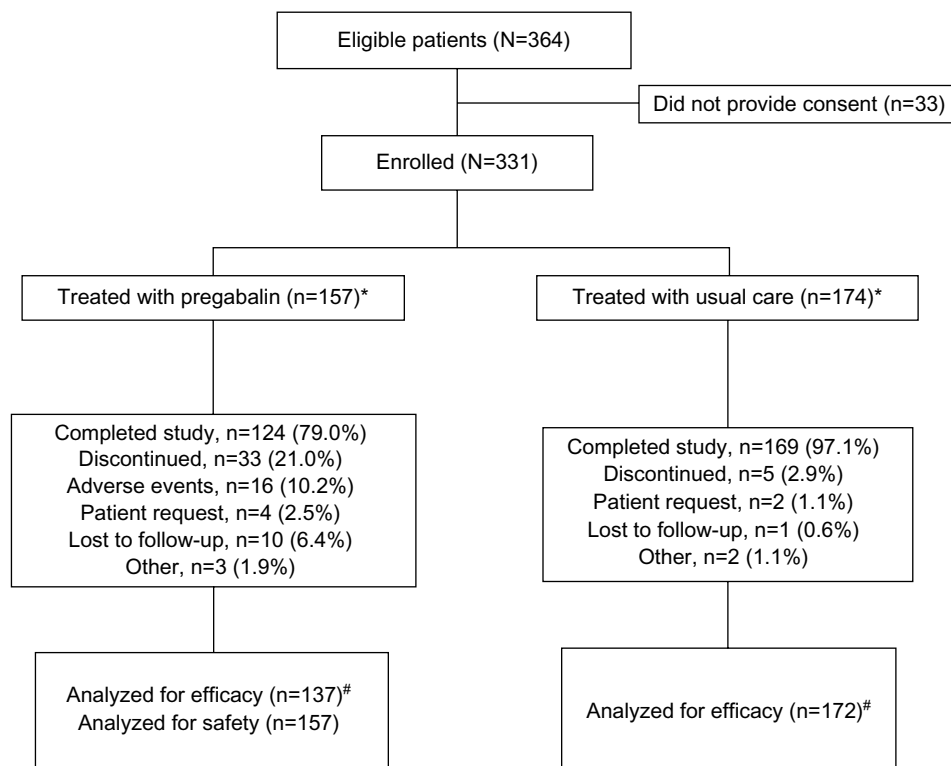 Eligible patients (N=364)
Did not provide consent (n=33)
Enrolled (N=331)
Treated with pregabalin (n=157)*
Treated with usual care (n=174)*
Completed study, n=124 (79.0%)
Discontinued, n=33 (21.0%)
Adverse events, n=16 (10.2%)
Patient request, n=4 (2.5%)
Lost to follow-up, n=10 (6.4%)
Other, n=3 (1.9%)
Completed study, n=169 (97.1%)
Discontinued, n=5 (2.9%)
Patient request, n=2 (1.1%)
Lost to follow-up, n=1 (0.6%)
Other, n=2 (1.1%)
Analyzed for efficacy (n=137)#
Analyzed for safety (n=157)
Analyzed for efficacy (n=172)#